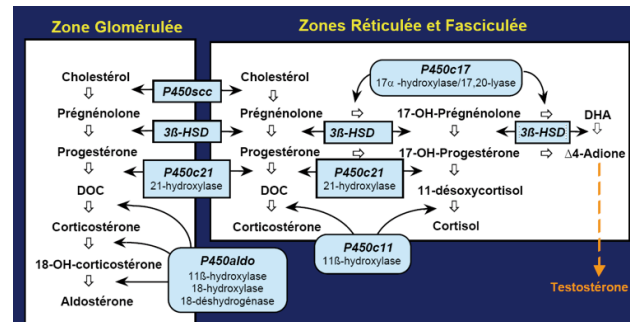 Zone Glomérulée
Zones Réticulée et Fasciculée
P450c17
17α -hydroxylase/17,20-lyase
Cholestérol
P450scc
Cholestérol
Prégnénolone
3ß-HSD
Prégnénolone
3ß-HSD
17-OH-Prégnénolone
3ß-HSD
DHA
Progestérone
Progestérone
17-OH-Progestérone
Δ4-Adione
P450c21
21-hydroxylase
P450c21
21-hydroxylase
DOC
DOC
11-désoxycortisol
Corticostérone
Corticostérone
Cortisol
P450c11
11ß-hydroxylase
P450aldo
11ß-hydroxylase
18-hydroxylase
18-déshydrogénase
18-OH-corticostérone
Aldostérone
Testostérone